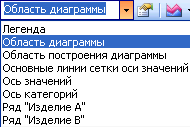 Область диаграммы
Легенда
Область диаграммы
Область построения диаграммы
Основные линии сетки оси значений
Ось значений
Ось категорий
Ряд "Изделие A"
Ряд "Изделие B"